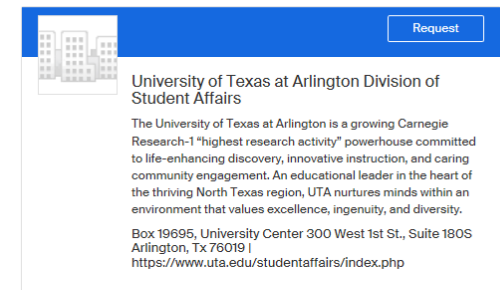 Request
University of Texas at Arlington Division of
Student Affairs
The University of Texas at Arlington is a growing Carnegie
Research-1 “highest research activity” powerhouse committed
to life-enhancing discovery, innovative instruction, and caring
community engagement. An educational leader in the heart of
the thriving North Texas region, UTA nurtures minds within an
environment that values excellence, ingenuity, and diversity.
Box 19695, University Center 300 West 1st St., Suite 180S
Arlington, Tx 76019 |
https://www.uta.edu/studentaffairs/index.php